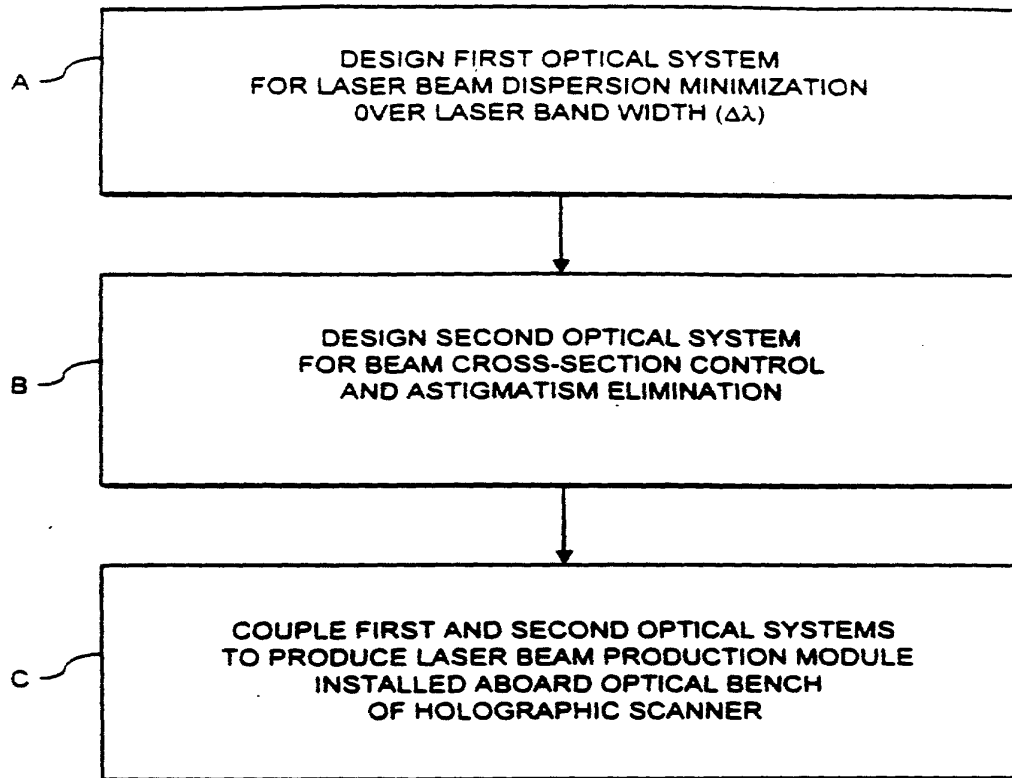 A
DESIGN FIRST OPTICAL SYSTEM
FOR LASER BEAM DISPERSION MINIMIZATION
OVER LASER BAND WIDTH (Δλ)
B
DESIGN SECOND OPTICAL SYSTEM
FOR BEAM CROSS-SECTION CONTROL
AND ASTIGMATISM ELIMINATION
C
COUPLE FIRST AND SECOND OPTICAL SYSTEMS
TO PRODUCE LASER BEAM PRODUCTION MODULE
INSTALLED ABOARD OPTICAL BENCH
OF HOLOGRAPHIC SCANNER